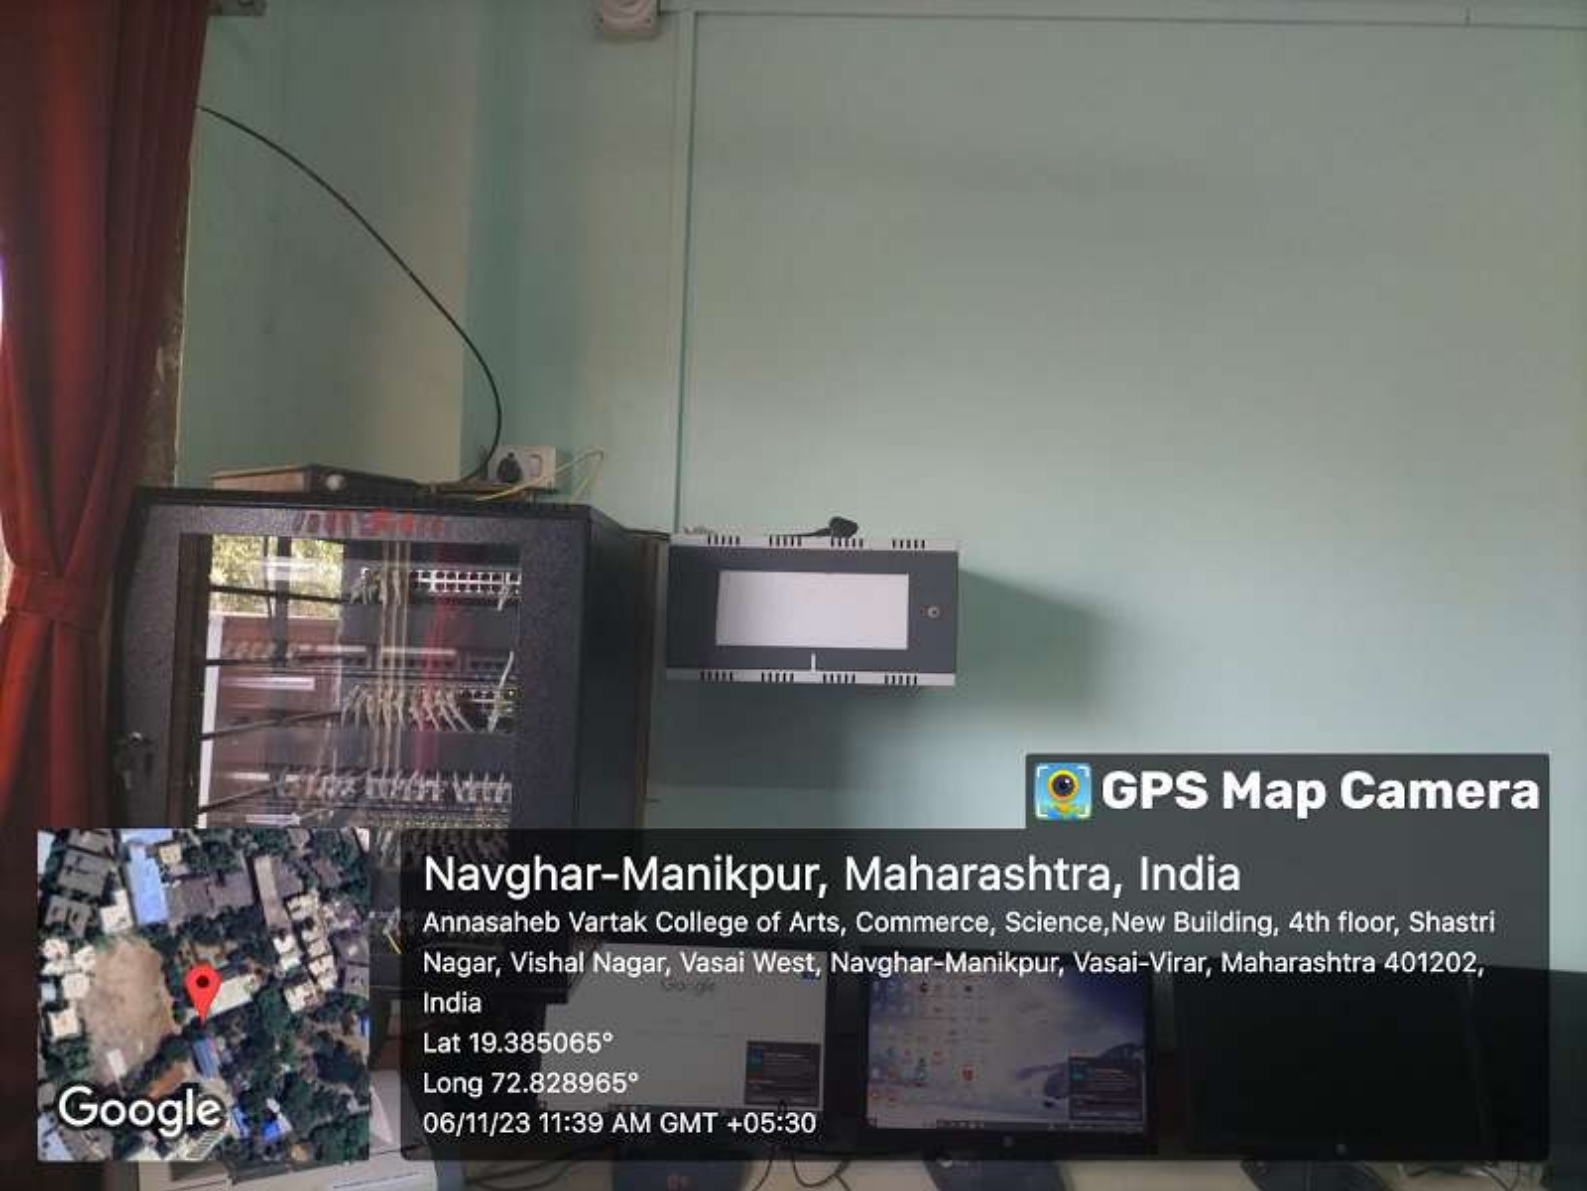 GPS Map Camera
Navghar-Manikpur, Maharashtra, India
Annasaheb Vartak College of Arts, Commerce, Science,New Building, 4th floor, Shastri
Nagar, Vishal Nagar, Vasai West, Navghar-Manikpur, Vasai-Virar, Maharashtra 401202,
India
Lat 19.385065°
Long 72.828965°
06/11/23 11:39 AM GMT +05:30
Google
Google